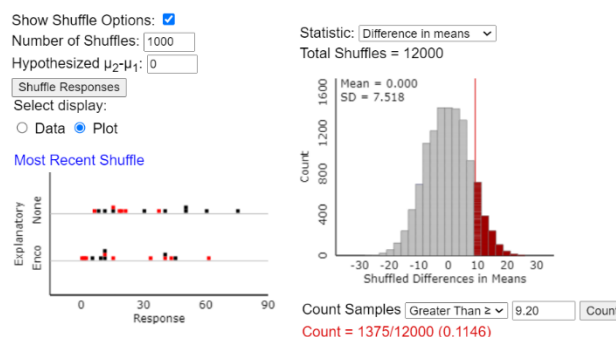 Show Shuffle Options:
Number of Shuffles: 1000
Hypothesized μ2-μ1: 0
Shuffle Responses
Select display:
Data Plot
Most Recent Shuffle
Explanatory
None
Enco
0 30 60 90
Response
Statistic: Difference in means
Total Shuffles = 12000
Mean = 0.000
SD = 7.518
Count
1600
1200
800
400
0
-30 -20 -10 0 10 20 30
Shuffled Differences in Means
Count Samples Greater Than ≥ 9.20 Count
Count = 1375/12000 (0.1146)